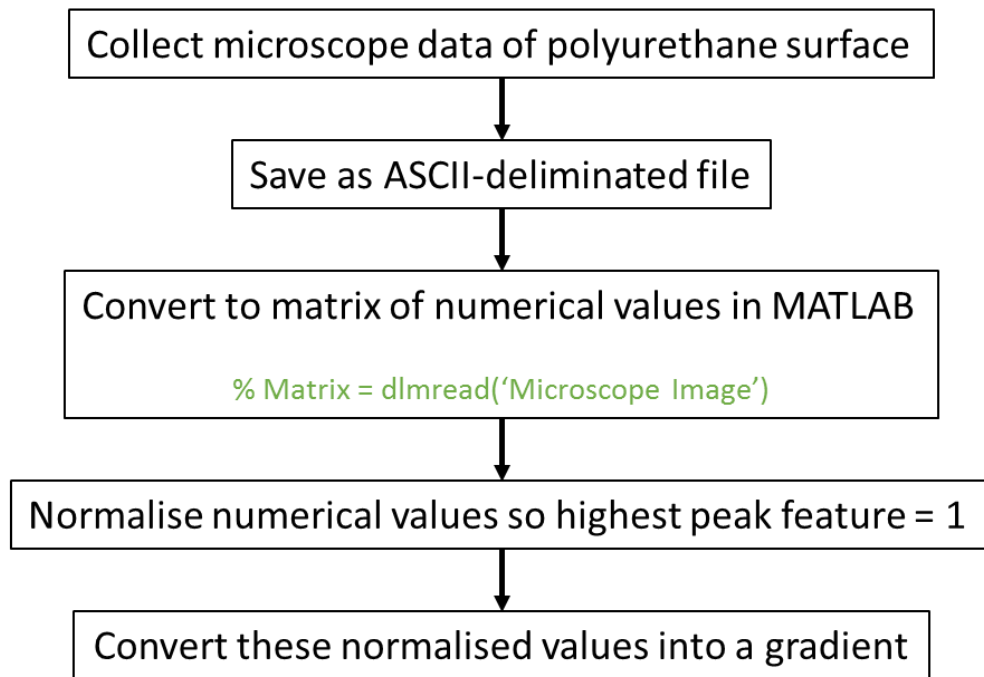 Collect microscope data of polyurethane surface
Save as ASCII-deliminated file
Convert to matrix of numerical values in MATLAB
% Matrix = dlmread(‘Microscope Image’)
Normalise numerical values so highest peak feature = 1
Convert these normalised values into a gradient